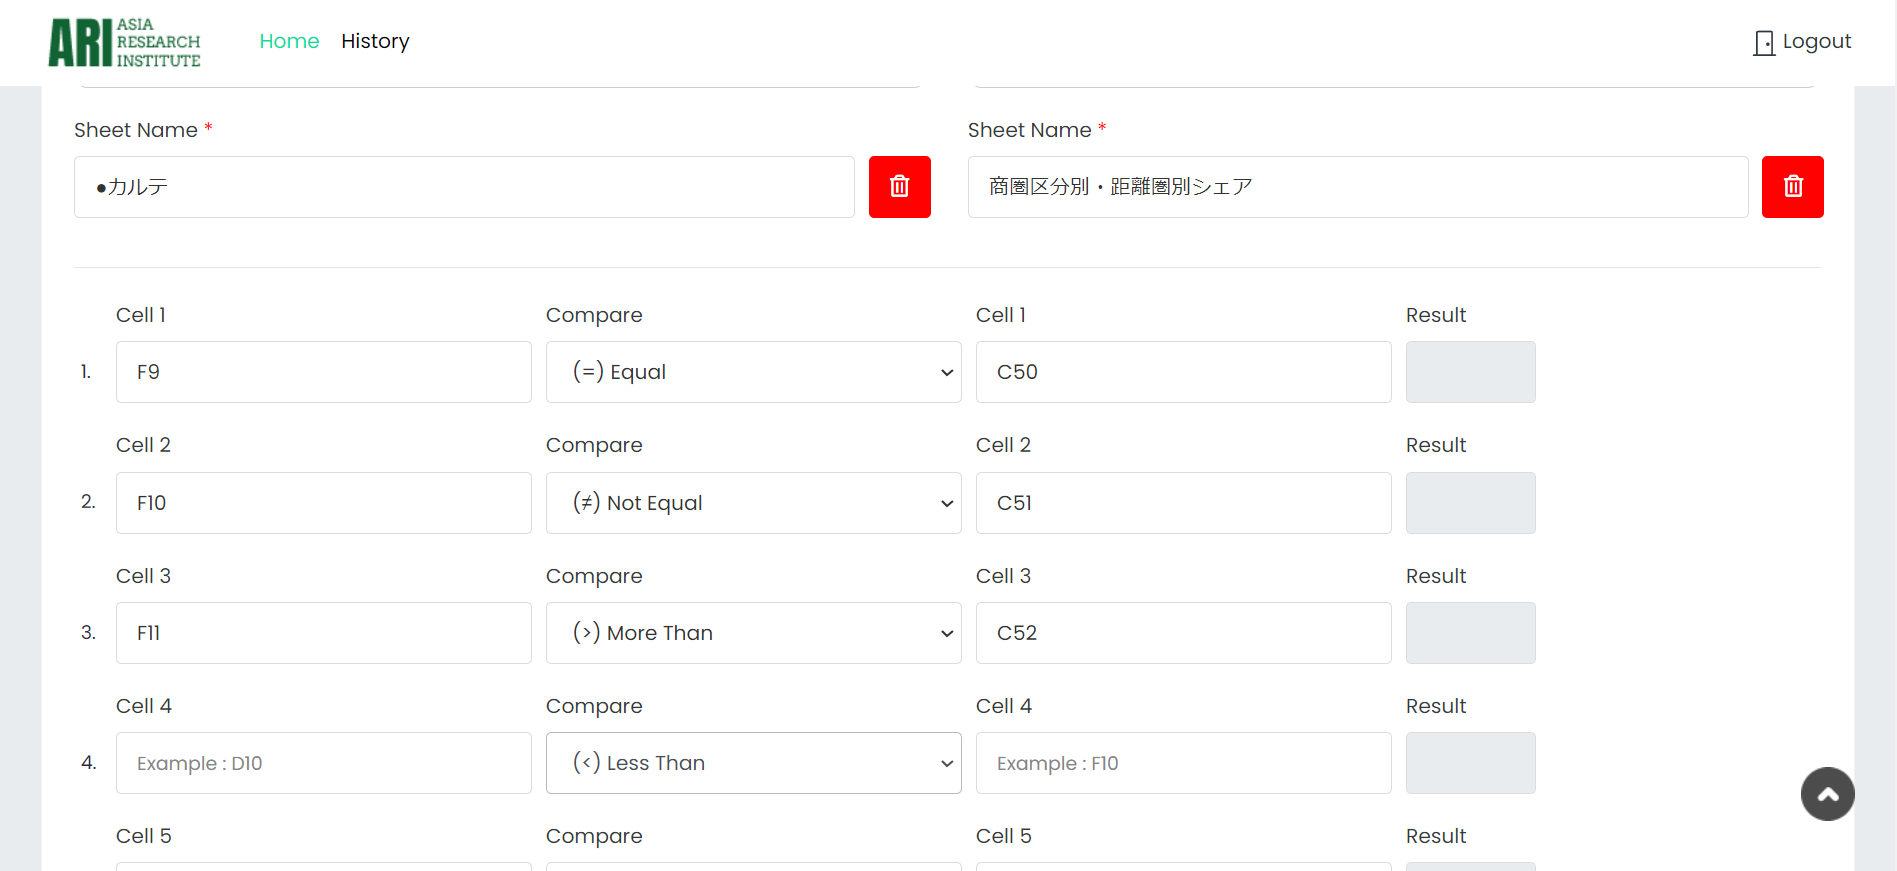 ARI ASIA RESEARCH INSTITUTE
Home History Logout
Sheet Name * Sheet Name *
●カルテ 商圏区分別・距離圏別シェア
Cell 1 Compare Cell 1 Result
1. F9 (=) Equal C50
Cell 2 Compare Cell 2 Result
2. F10 (≠) Not Equal C51
Cell 3 Compare Cell 3 Result
3. F11 (>) More Than C52
Cell 4 Compare Cell 4 Result
4. Example : D10 (<) Less Than Example : F10
Cell 5 Compare Cell 5 Result